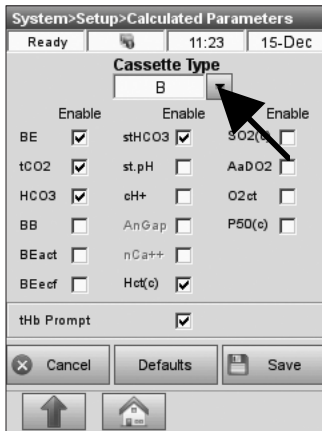 System>Setup>Calculated Parameters
Ready 11:23 15-Dec
Cassette Type
B
Enable Enable Enable
BE stHCO3 SO2(c)
tCO2 st.pH AaDO2
HCO3 cH+ O2ct
BB AnGap P50(c)
BEact nCa++
BEecf Hct(c)
tHb Prompt
Cancel Defaults Save